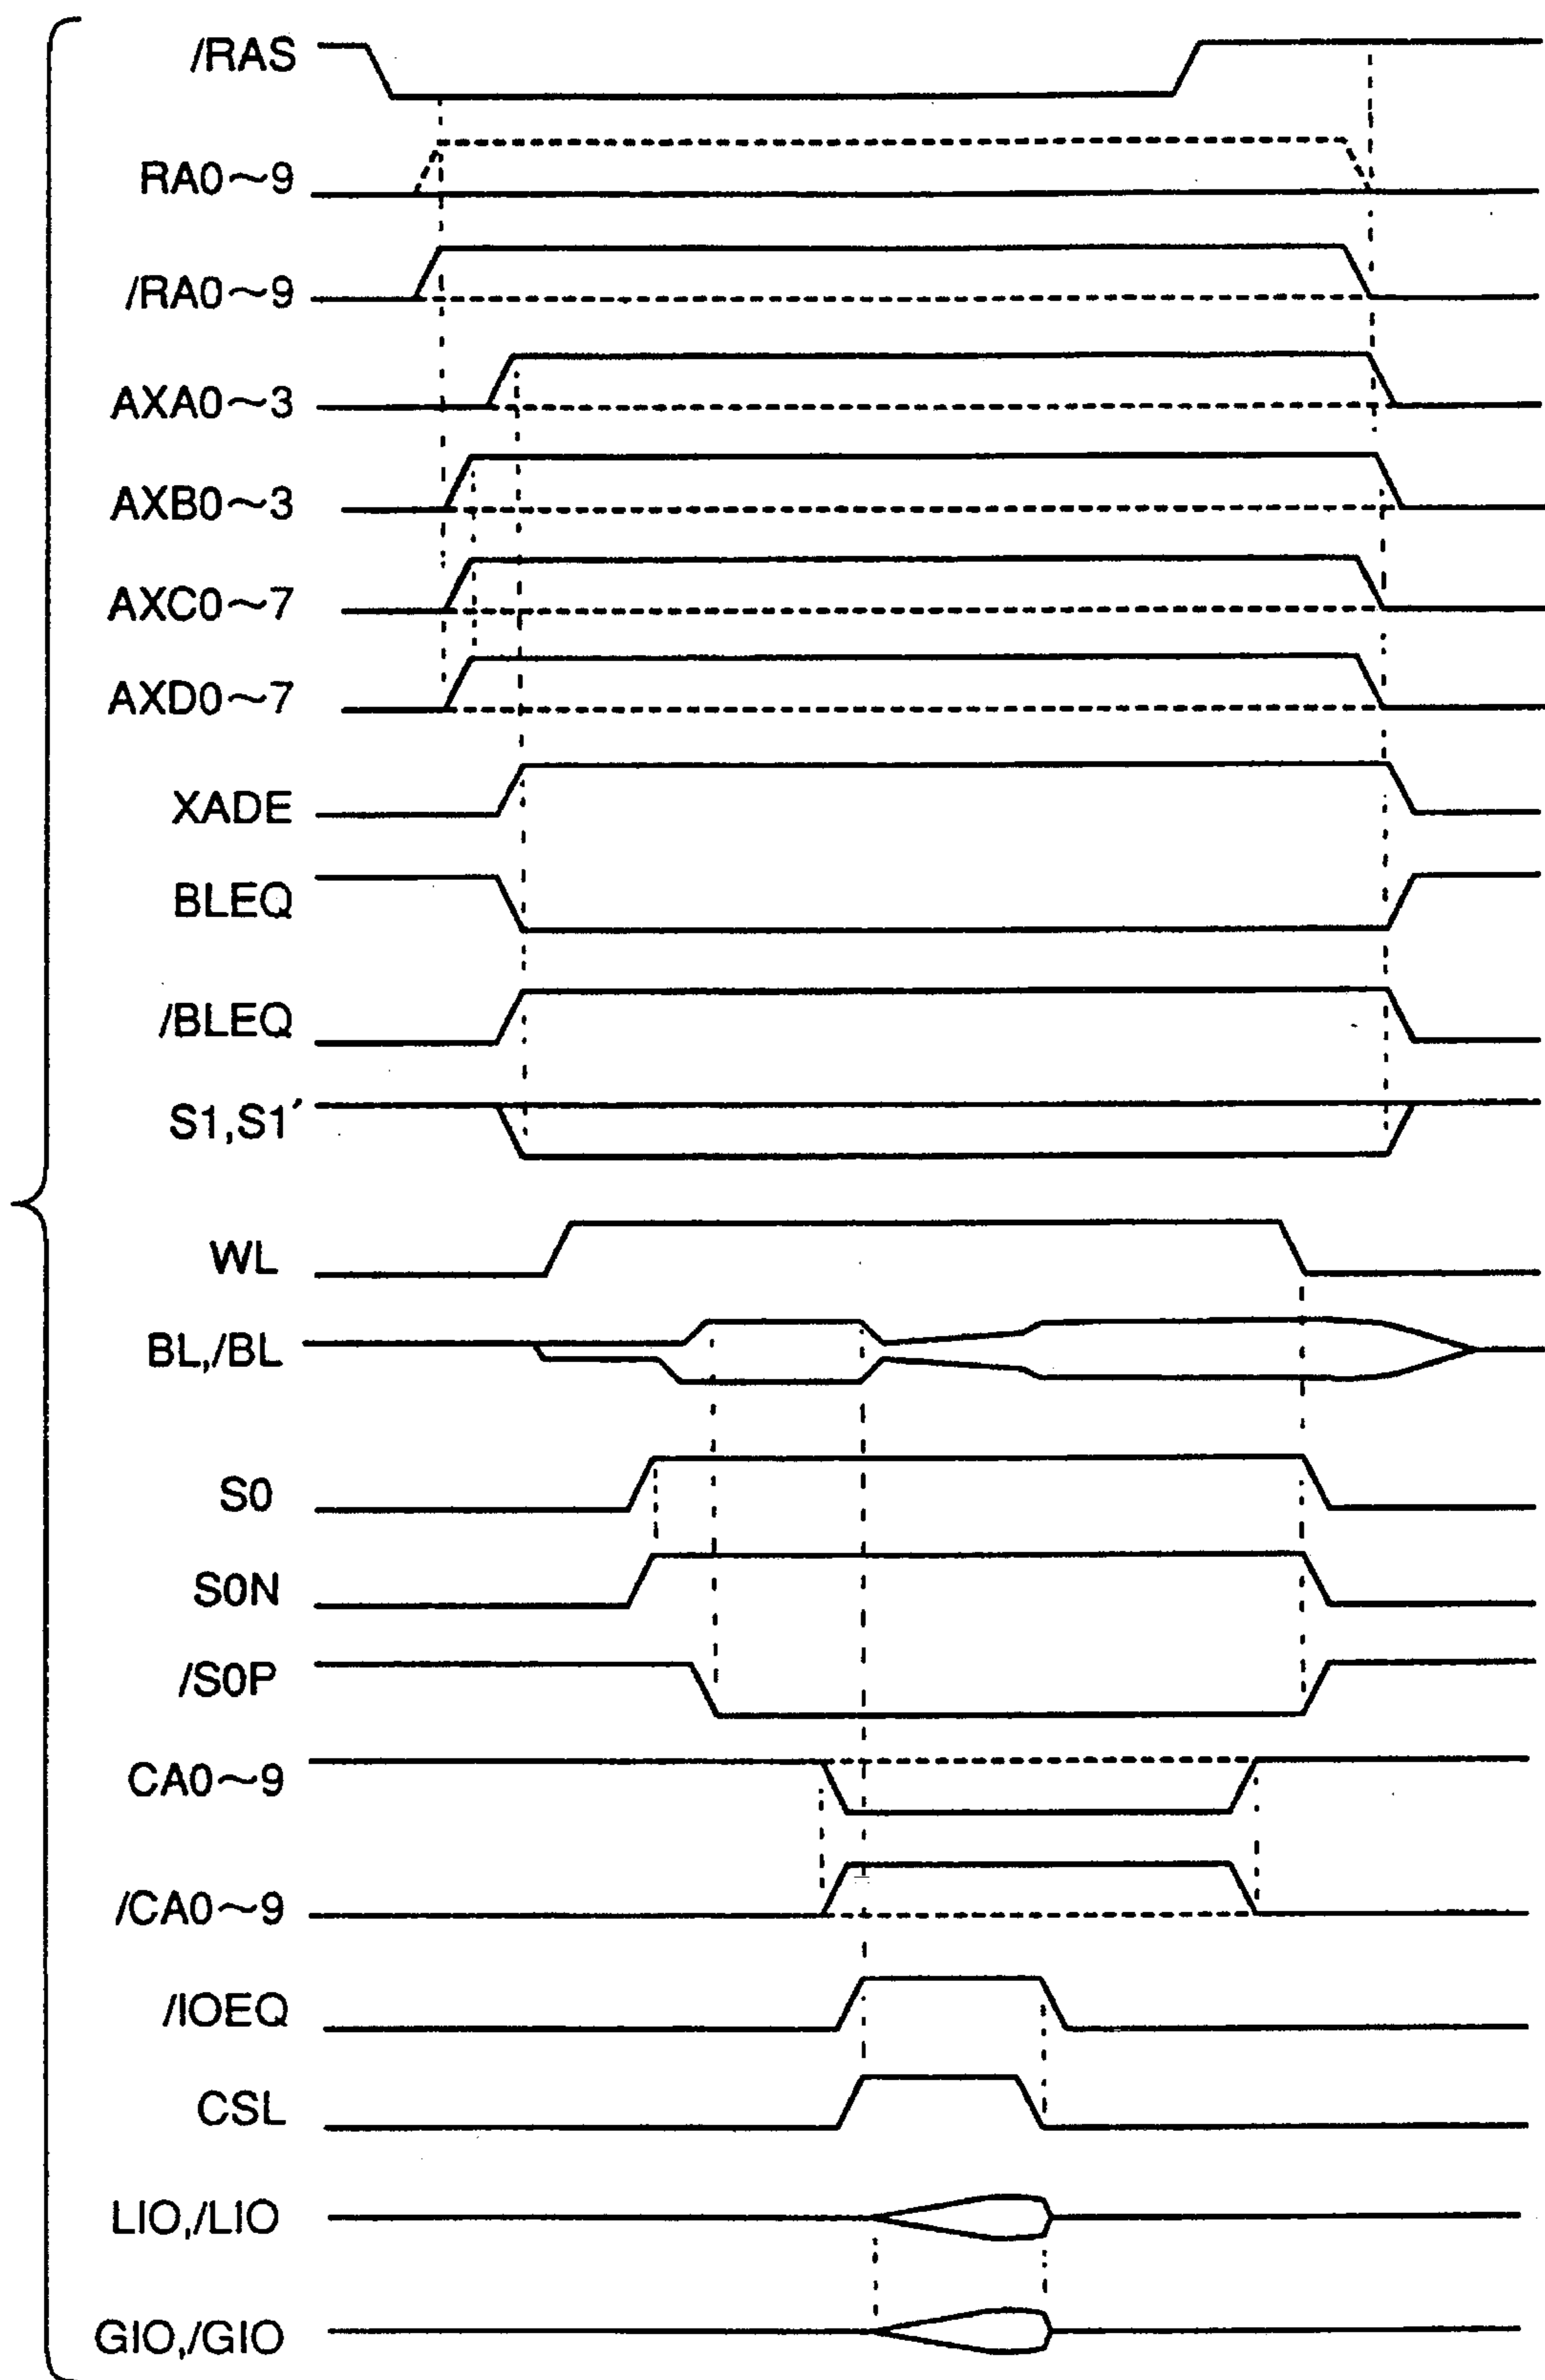 /RAS
RA0～9
/RA0～9
AXA0～3
AXB0～3
AXC0～7
AXD0～7
XADE
BLEQ
/BLEQ
S1,S1′
WL
BL,/BL
S0
S0N
/S0P
CA0～9
/CA0～9
/IOEQ
CSL
LIO,/LIO
GIO,/GIO